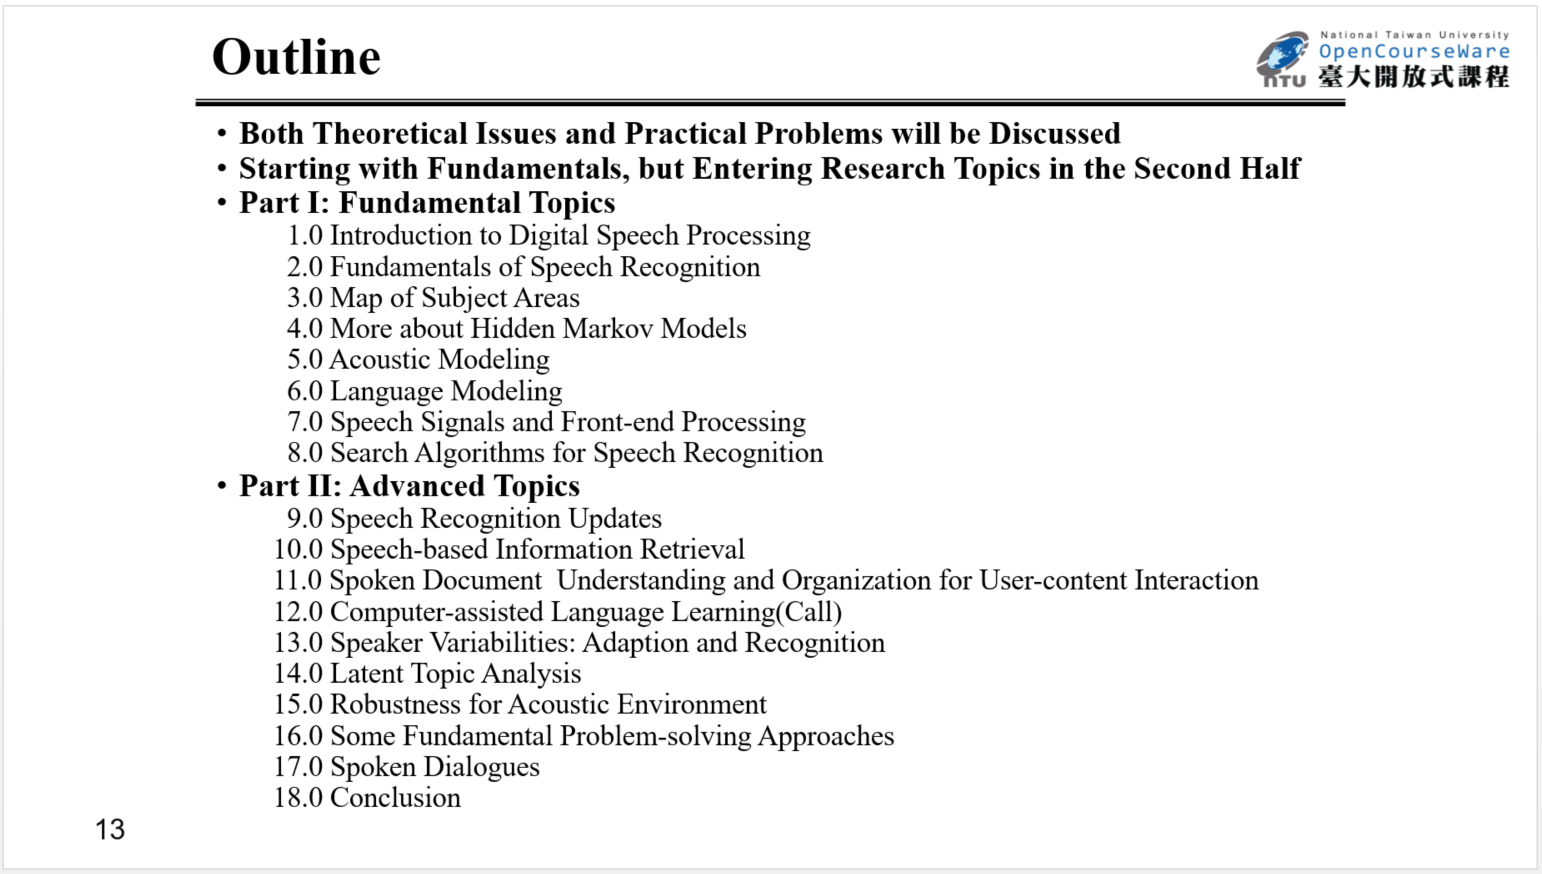 Outline
National Taiwan University
OpenCourseWare
NTU 臺大開放式課程
• Both Theoretical Issues and Practical Problems will be Discussed
• Starting with Fundamentals, but Entering Research Topics in the Second Half
• Part I: Fundamental Topics
1.0 Introduction to Digital Speech Processing
2.0 Fundamentals of Speech Recognition
3.0 Map of Subject Areas
4.0 More about Hidden Markov Models
5.0 Acoustic Modeling
6.0 Language Modeling
7.0 Speech Signals and Front-end Processing
8.0 Search Algorithms for Speech Recognition
• Part II: Advanced Topics
9.0 Speech Recognition Updates
10.0 Speech-based Information Retrieval
11.0 Spoken Document  Understanding and Organization for User-content Interaction
12.0 Computer-assisted Language Learning(Call)
13.0 Speaker Variabilities: Adaption and Recognition
14.0 Latent Topic Analysis
15.0 Robustness for Acoustic Environment
16.0 Some Fundamental Problem-solving Approaches
17.0 Spoken Dialogues
18.0 Conclusion
13